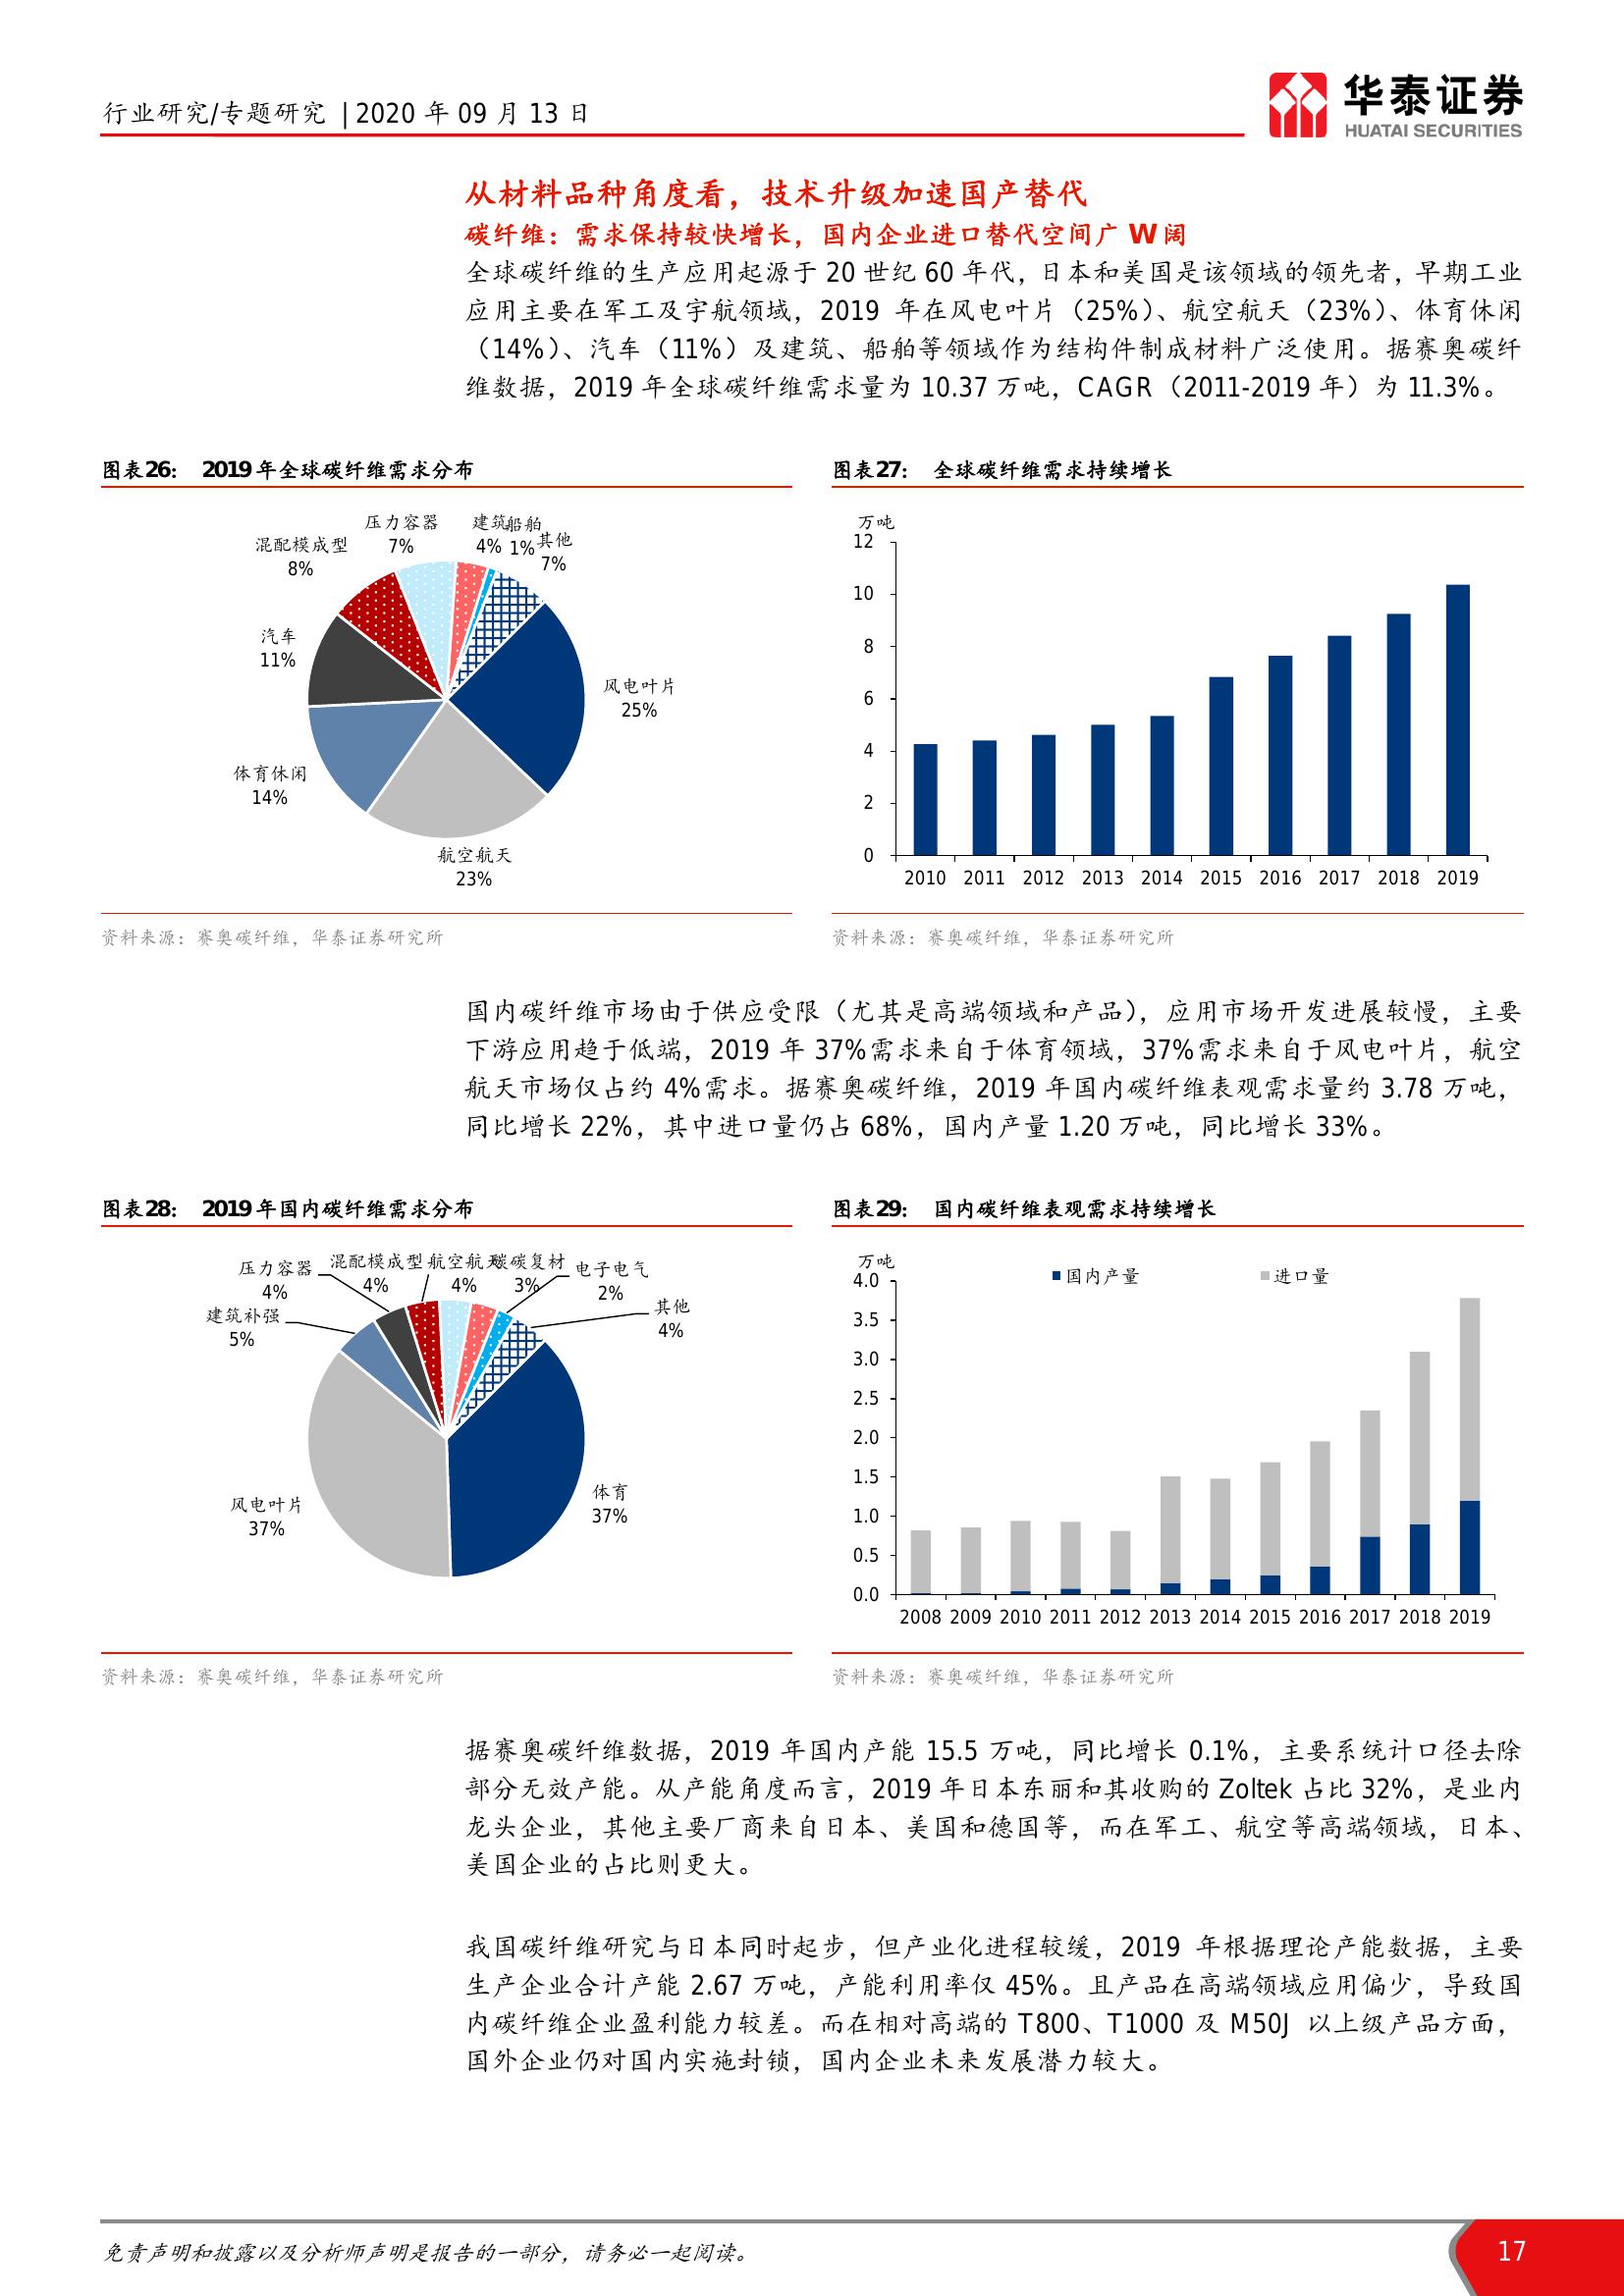 行业研究/专题研究 | 2020 年 09 月 13 日
华泰证券
HUATAI SECURITIES
从材料品种角度看，技术升级加速国产替代
碳纤维：需求保持较快增长，国内企业进口替代空间广 W 阔
全球碳纤维的生产应用起源于 20 世纪 60 年代，日本和美国是该领域的领先者，早期工业
应用主要在军工及宇航领域，2019 年在风电叶片（25%）、航空航天（23%）、体育休闲
（14%）、汽车（11%）及建筑、船舶等领域作为结构件制成材料广泛使用。据赛奥碳纤
维数据，2019 年全球碳纤维需求量为 10.37 万吨，CAGR（2011-2019 年）为 11.3%。
图表26： 2019 年全球碳纤维需求分布
压力容器
7%
建筑
4%
船舶
1%
其他
7%
混配模成型
8%
汽车
11%
风电叶片
25%
体育休闲
14%
航空航天
23%
资料来源：赛奥碳纤维，华泰证券研究所
图表27： 全球碳纤维需求持续增长
万吨
12
10
8
6
4
2
0
2010 2011 2012 2013 2014 2015 2016 2017 2018 2019
资料来源：赛奥碳纤维，华泰证券研究所
国内碳纤维市场由于供应受限（尤其是高端领域和产品），应用市场开发进展较慢，主要
下游应用趋于低端，2019 年 37%需求来自于体育领域，37%需求来自于风电叶片，航空
航天市场仅占约 4%需求。据赛奥碳纤维，2019 年国内碳纤维表观需求量约 3.78 万吨，
同比增长 22%，其中进口量仍占 68%，国内产量 1.20 万吨，同比增长 33%。
图表28： 2019 年国内碳纤维需求分布
压力容器
4%
混配模成型
4%
航空航天
4%
碳碳复材
3%
电子电气
2%
其他
4%
建筑补强
5%
风电叶片
37%
体育
37%
资料来源：赛奥碳纤维，华泰证券研究所
图表29： 国内碳纤维表观需求持续增长
万吨
国内产量 进口量
4.0
3.5
3.0
2.5
2.0
1.5
1.0
0.5
0.0
2008 2009 2010 2011 2012 2013 2014 2015 2016 2017 2018 2019
资料来源：赛奥碳纤维，华泰证券研究所
据赛奥碳纤维数据，2019 年国内产能 15.5 万吨，同比增长 0.1%，主要系统计口径去除
部分无效产能。从产能角度而言，2019 年日本东丽和其收购的 Zoltek 占比 32%，是业内
龙头企业，其他主要厂商来自日本、美国和德国等，而在军工、航空等高端领域，日本、
美国企业的占比则更大。
我国碳纤维研究与日本同时起步，但产业化进程较缓，2019 年根据理论产能数据，主要
生产企业合计产能 2.67 万吨，产能利用率仅 45%。且产品在高端领域应用偏少，导致国
内碳纤维企业盈利能力较差。而在相对高端的 T800、T1000 及 M50J 以上级产品方面，
国外企业仍对国内实施封锁，国内企业未来发展潜力较大。
免责声明和披露以及分析师声明是报告的一部分，请务必一起阅读。
17